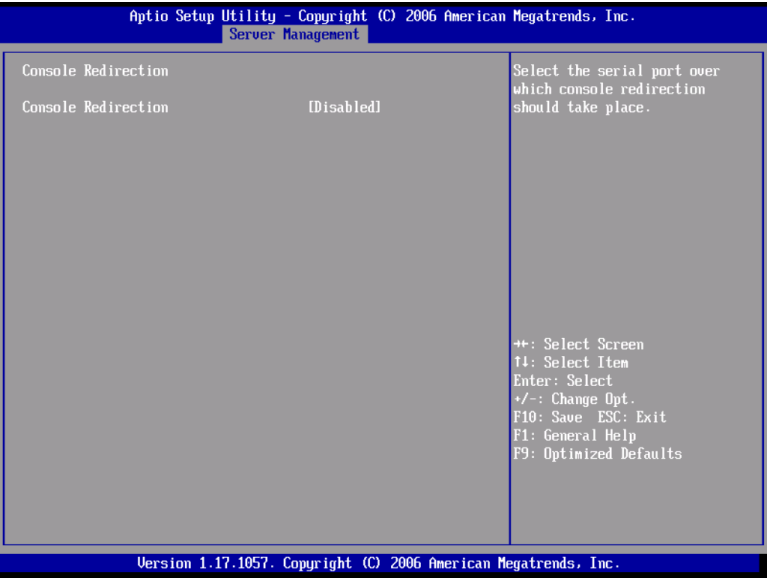 Aptio Setup Utility - Copyright (C) 2006 American Megatrends, Inc.
Server Management
Console Redirection
Console Redirection [Disabled]
Select the serial port over
which console redirection
should take place.
→←: Select Screen
↑↓: Select Item
Enter: Select
+/-: Change Opt.
F10: Save ESC: Exit
F1: General Help
F9: Optimized Defaults
Version 1.17.1057. Copyright (C) 2006 American Megatrends, Inc.